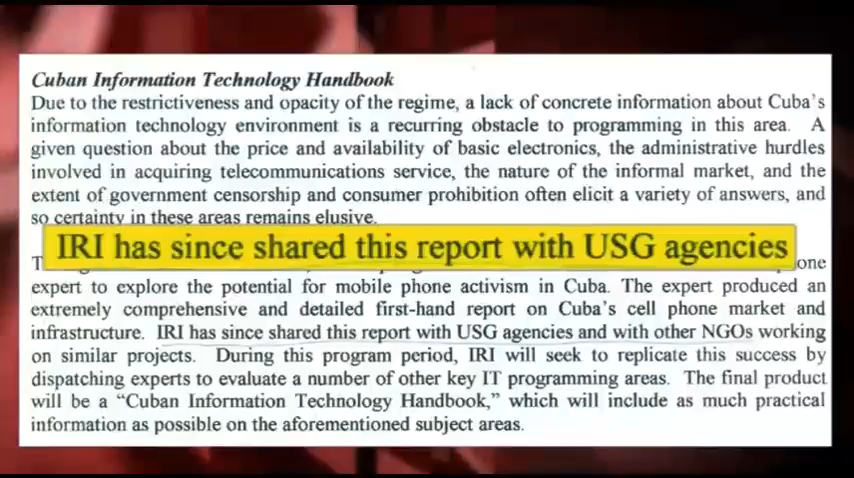 Cuban Information Technology Handbook
Due to the restrictiveness and opacity of the regime, a lack of concrete information about Cuba's
information technology environment is a recurring obstacle to programming in this area. A
given question about the price and availability of basic electronics, the administrative hurdles
involved in acquiring telecommunications service, the nature of the informal market, and the
extent of government censorship and consumer prohibition often elicit a variety of answers, and
so certainty in these areas remains elusive.
IRI has since shared this report with USG agencies
one
expert to explore the potential for mobile phone activism in Cuba. The expert produced an
extremely comprehensive and detailed first-hand report on Cuba's cell phone market and
infrastructure. IRI has since shared this report with USG agencies and with other NGOs working
on similar projects. During this program period, IRI will seek to replicate this success by
dispatching experts to evaluate a number of other key IT programming areas. The final product
will be a “Cuban Information Technology Handbook,” which will include as much practical
information as possible on the aforementioned subject areas.